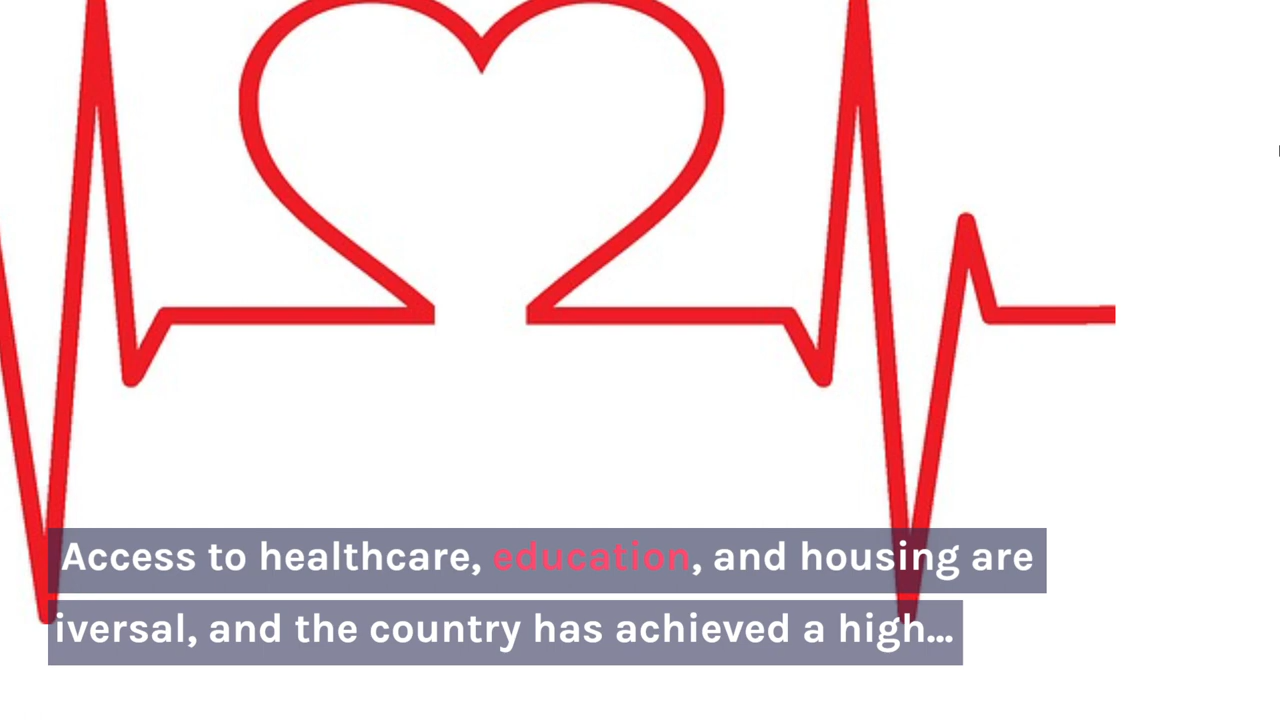 Access to healthcare, education, and housing are
iversal, and the country has achieved a high...